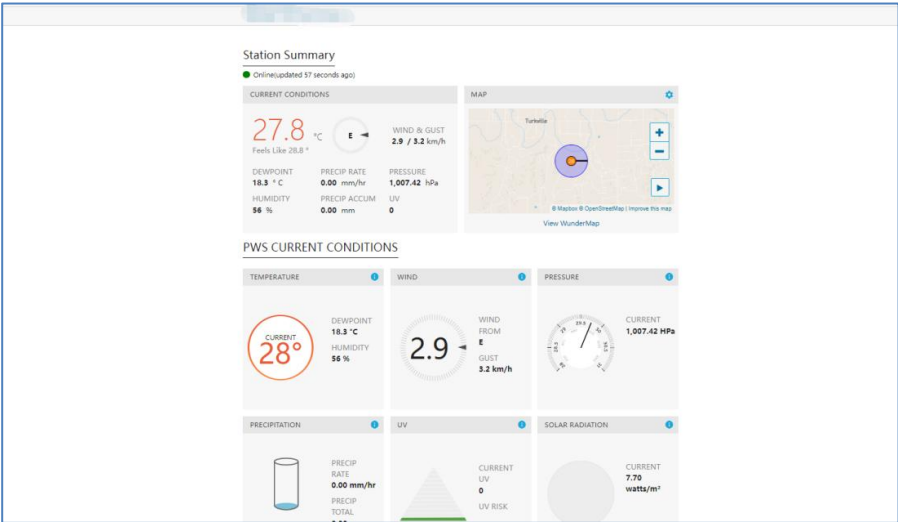 Station Summary
Online(updated 57 seconds ago)
CURRENT CONDITIONS
27.8 °C
Feels Like 28.8 °
E
WIND & GUST
2.9 / 3.2 km/h
DEWPOINT
18.3 ° C
PRECIP RATE
0.00 mm/hr
PRESSURE
1,007.42 hPa
HUMIDITY
56 %
PRECIP ACCUM
0.00 mm
UV
0
MAP
+
−
© Mapbox © OpenStreetMap | Improve this map
View WunderMap
PWS CURRENT CONDITIONS
TEMPERATURE
CURRENT
28°
DEWPOINT
18.3 °C
HUMIDITY
56 %
WIND
2.9
WIND
FROM
E
GUST
3.2 km/h
PRESSURE
29.5
30
CURRENT
1,007.42 HPa
PRECIPITATION
PRECIP
RATE
0.00 mm/hr
PRECIP
TOTAL
UV
CURRENT
UV
0
UV RISK
SOLAR RADIATION
CURRENT
7.70
watts/m²